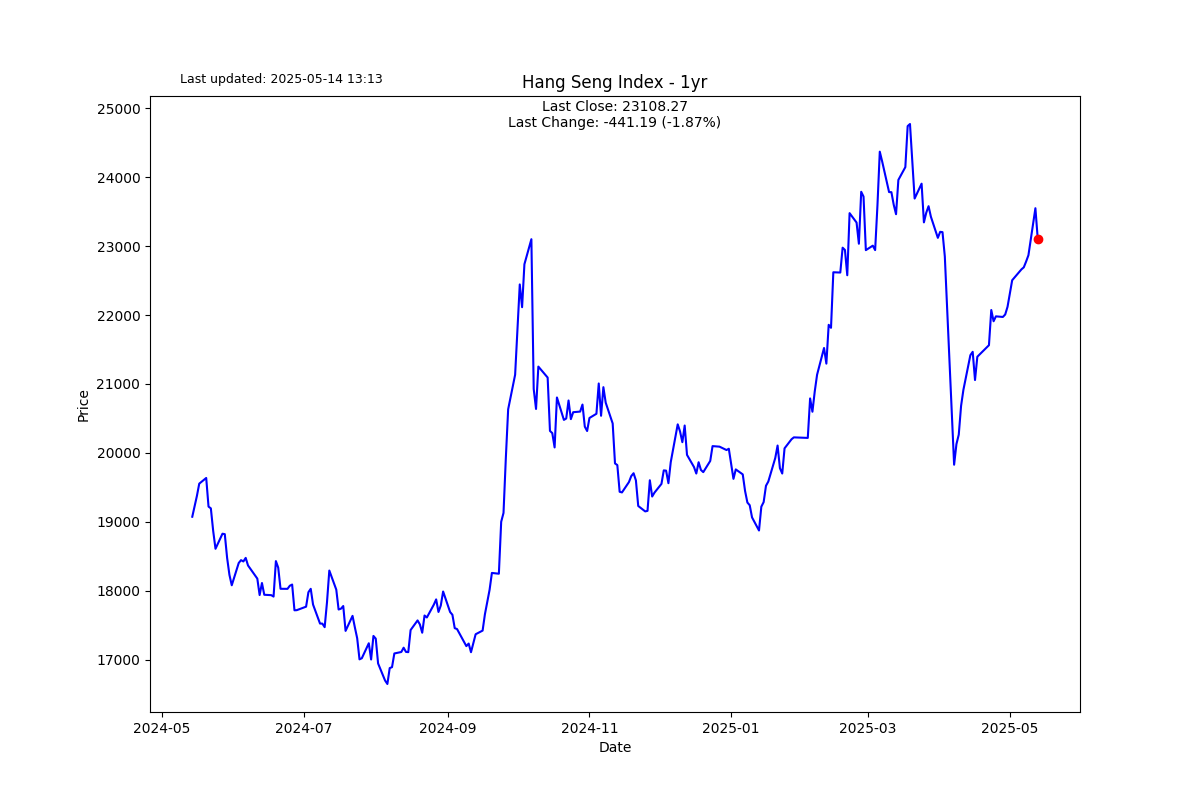 Last updated: 2025-05-14 13:13
Hang Seng Index - 1yr
Last Close: 23108.27
Last Change: -441.19 (-1.87%)
25000
24000
23000
22000
21000
20000
19000
18000
17000
Price
2024-05
2024-07
2024-09
2024-11
2025-01
2025-03
2025-05
Date